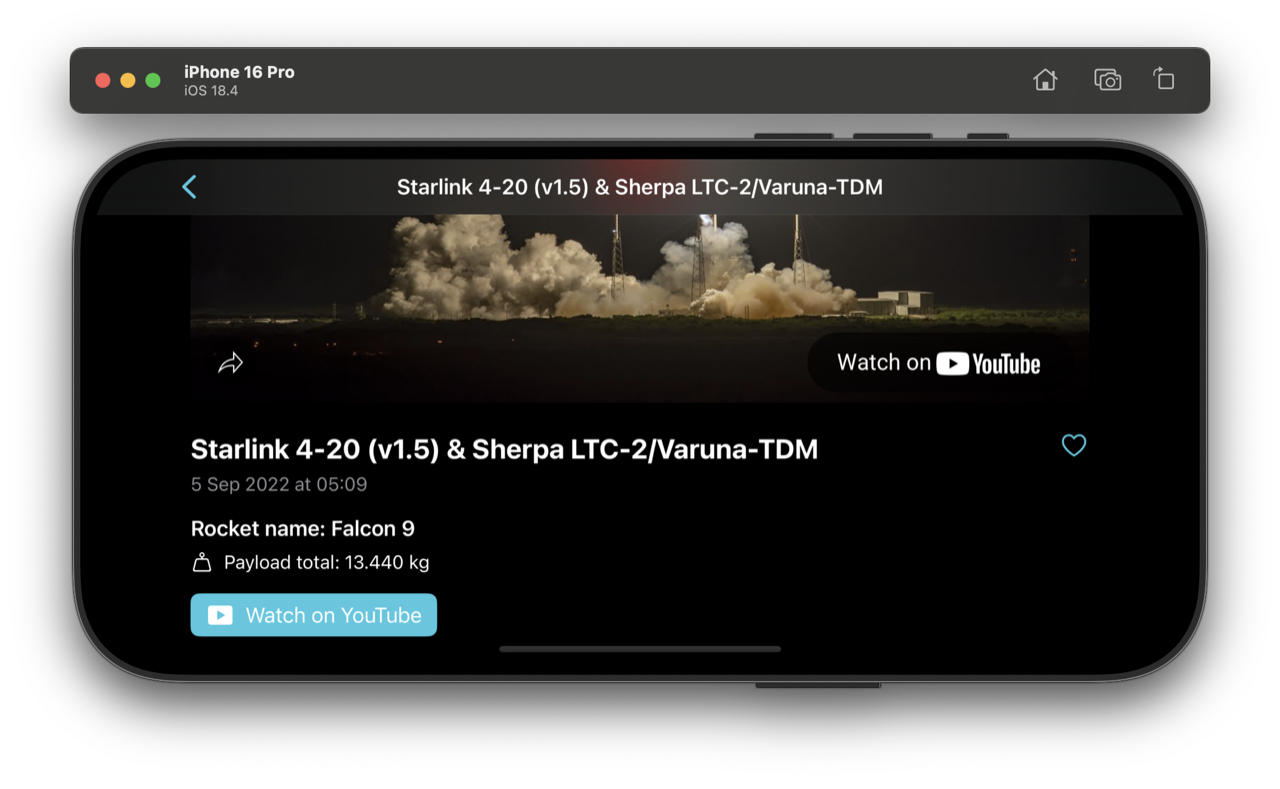 iPhone 16 Pro
iOS 18.4
Starlink 4-20 (v1.5) & Sherpa LTC-2/Varuna-TDM
Watch on YouTube
Starlink 4-20 (v1.5) & Sherpa LTC-2/Varuna-TDM
5 Sep 2022 at 05:09
Rocket name: Falcon 9
Payload total: 13.440 kg
Watch on YouTube